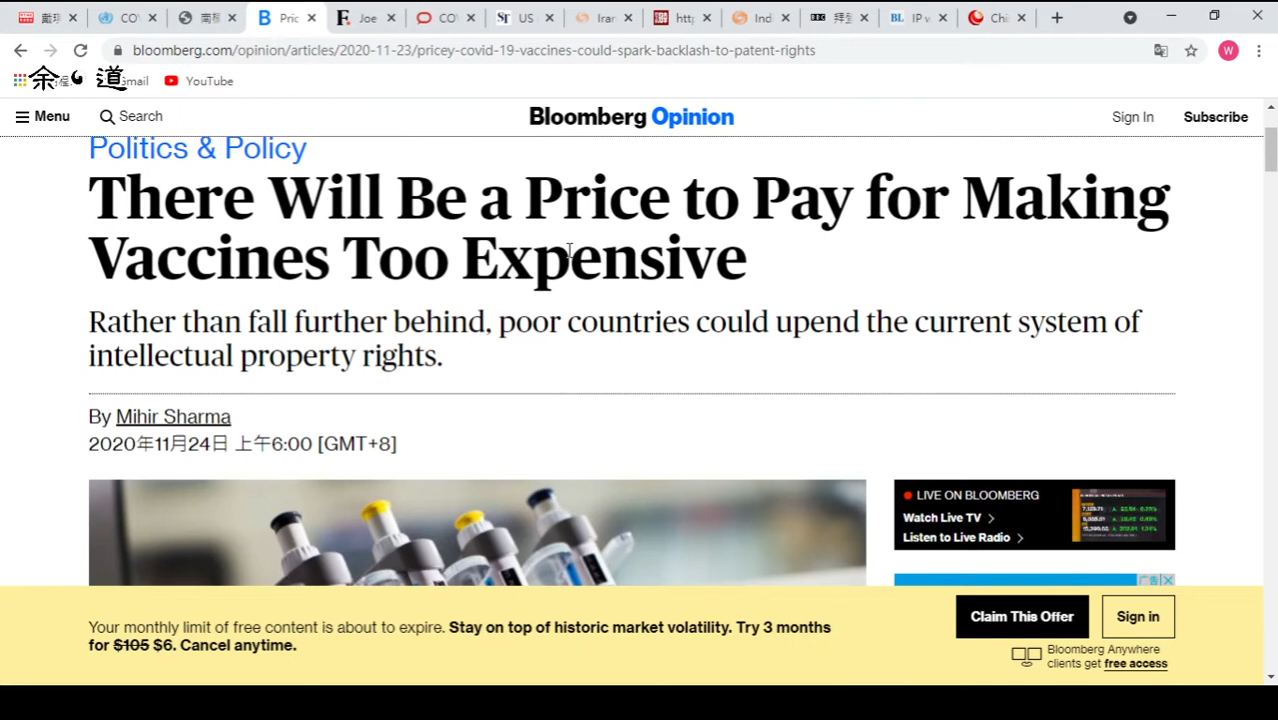 CO
Pric
Joe
CO
US
Iran
http
Ind
IP v
Chi
bloomberg.com/opinion/articles/2020-11-23/pricey-covid-19-vaccines-could-spark-backlash-to-patent-rights
W
余 道
Gmail
YouTube
Menu
Search
Bloomberg Opinion
Sign In
Subscribe
Politics & Policy
There Will Be a Price to Pay for Making
Vaccines Too Expensive
Rather than fall further behind, poor countries could upend the current system of
intellectual property rights.
By Mihir Sharma
2020年11月24日 上午6:00 [GMT+8]
LIVE ON BLOOMBERG
Watch Live TV
Listen to Live Radio
广告
Your monthly limit of free content is about to expire. Stay on top of historic market volatility. Try 3 months
for $105 $6. Cancel anytime.
Claim This Offer
Sign in
Bloomberg Anywhere
clients get free access